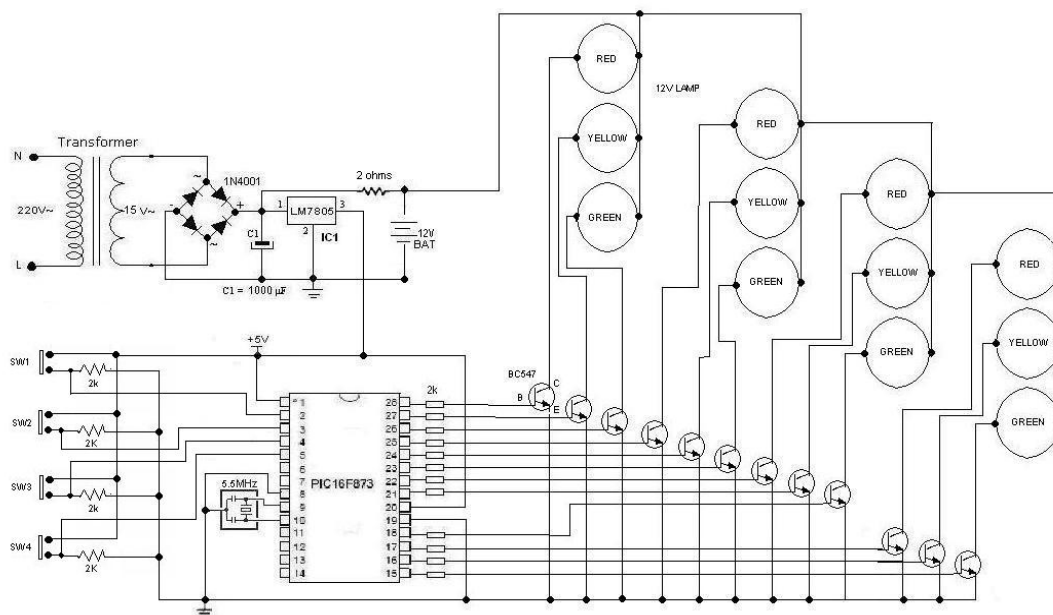 Transformer
N
220V~
L
15 V~
~
1N4001
-
+
~
2 ohms
1
LM7805
3
2
IC1
C1
C1 = 1000 µF
12V
BAT
12V LAMP
RED
YELLOW
GREEN
RED
YELLOW
GREEN
RED
YELLOW
GREEN
RED
YELLOW
GREEN
+5V
SW1
2k
SW2
2K
SW3
2k
SW4
2K
5.5MHz
PIC16F873
1
2
3
4
5
6
7
8
9
10
11
12
13
14
28
27
26
25
24
23
22
21
20
19
18
17
16
15
2k
BC547
C
B
E